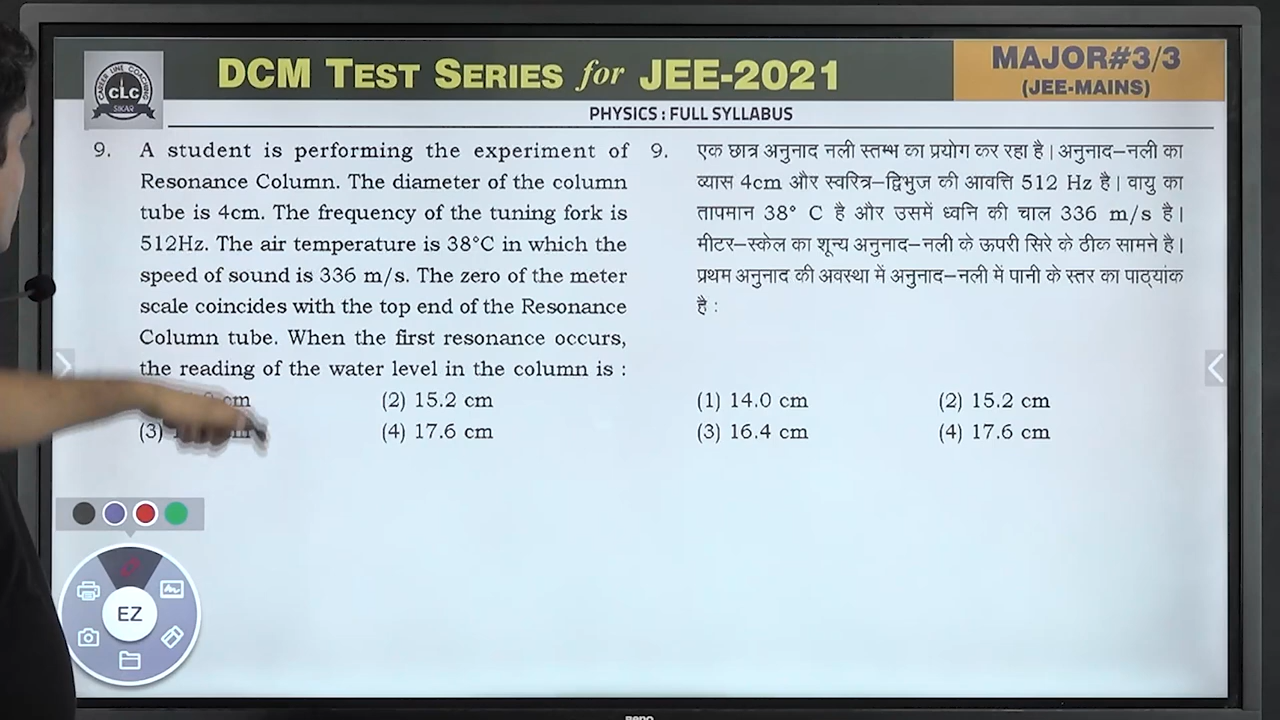 CAREER LINE COACHING
CLC
SIKAR
DCM TEST SERIES for JEE-2021
MAJOR#3/3
(JEE-MAINS)
PHYSICS : FULL SYLLABUS
9. A student is performing the experiment of
Resonance Column. The diameter of the column
tube is 4cm. The frequency of the tuning fork is
512Hz. The air temperature is 38°C in which the
speed of sound is 336 m/s. The zero of the meter
scale coincides with the top end of the Resonance
Column tube. When the first resonance occurs,
the reading of the water level in the column is :
cm (2) 15.2 cm
(3) (4) 17.6 cm
9. एक छात्र अनुनाद नली स्तम्भ का प्रयोग कर रहा है। अनुनाद–नली का
व्यास 4cm और स्वरित्र–द्विभुज की आवत्ति 512 Hz है। वायु का
तापमान 38° C है और उसमें ध्वनि की चाल 336 m/s है।
मीटर–स्केल का शून्य अनुनाद–नली के ऊपरी सिरे के ठीक सामने है।
प्रथम अनुनाद की अवस्था में अनुनाद–नली में पानी के स्तर का पाठ्यांक
है :
(1) 14.0 cm (2) 15.2 cm
(3) 16.4 cm (4) 17.6 cm
EZ